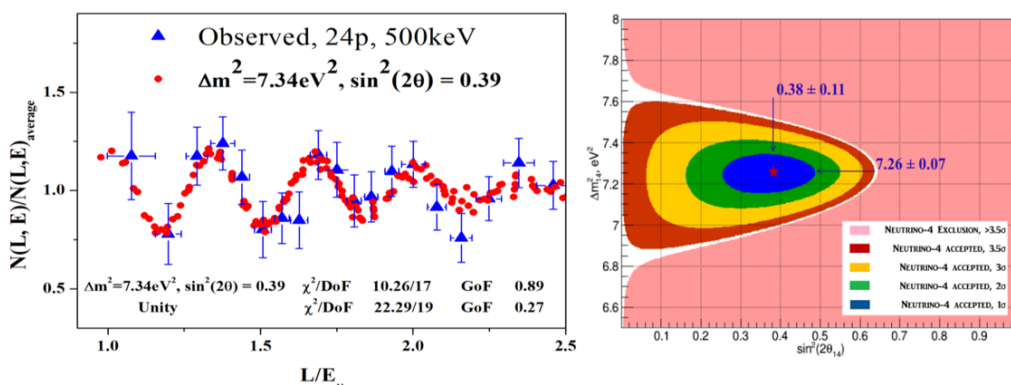 Observed, 24p, 500keV
Δm²=7.34eV², sin²(2θ) = 0.39
N(L, E)/N(L,E)average
1.5
1.0
0.5
Δm²=7.34eV², sin²(2θ) = 0.39 χ²/DoF 10.26/17 GoF 0.89
Unity χ²/DoF 22.29/19 GoF 0.27
1.0 1.5 2.0 2.5
8
7.8
7.6
7.4
7.2
7
6.8
6.6
Δm²14, eV²
0.38 ± 0.11
7.26 ± 0.07
Neutrino-4 Exclusion, >3.5σ
Neutrino-4 accepted, 3.5σ
Neutrino-4 accepted, 3σ
Neutrino-4 accepted, 2σ
Neutrino-4 accepted, 1σ
0.1 0.2 0.3 0.4 0.5 0.6 0.7 0.8 0.9
sin²(2θ14)